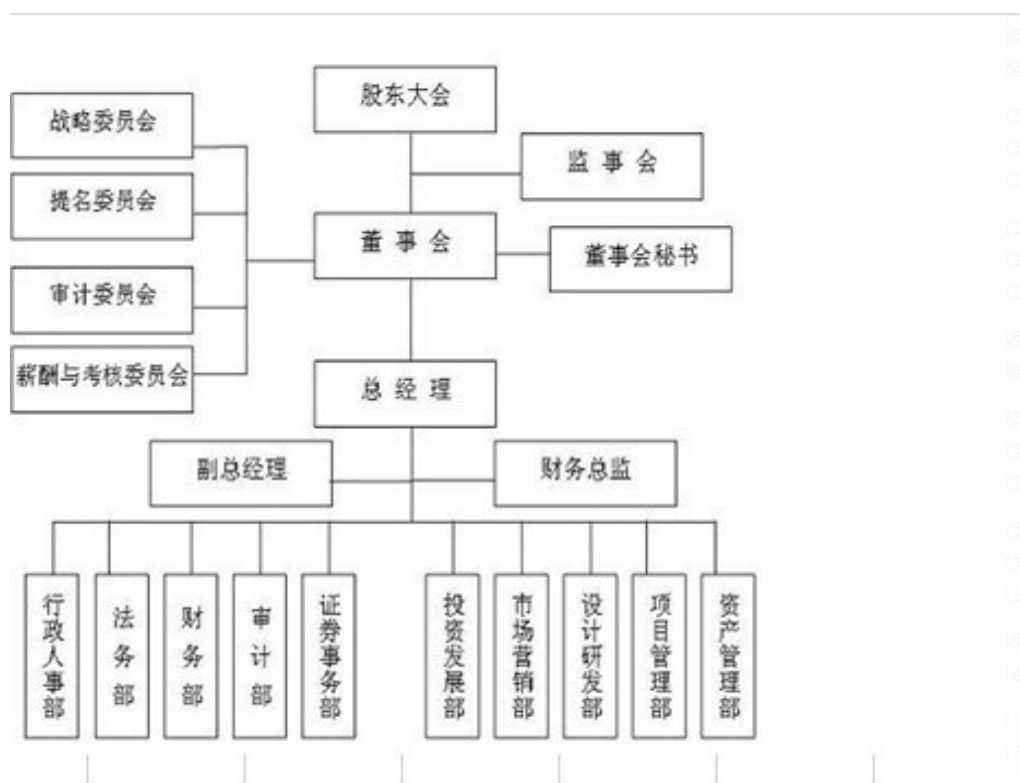 股东大会
战略委员会
监事会
提名委员会
董事会
董事会秘书
审计委员会
薪酬与考核委员会
总经理
副总经理
财务总监
行政人事部
法务部
财务部
审计部
证券事务部
投资发展部
市场营销部
设计研发部
项目管理部
资产管理部